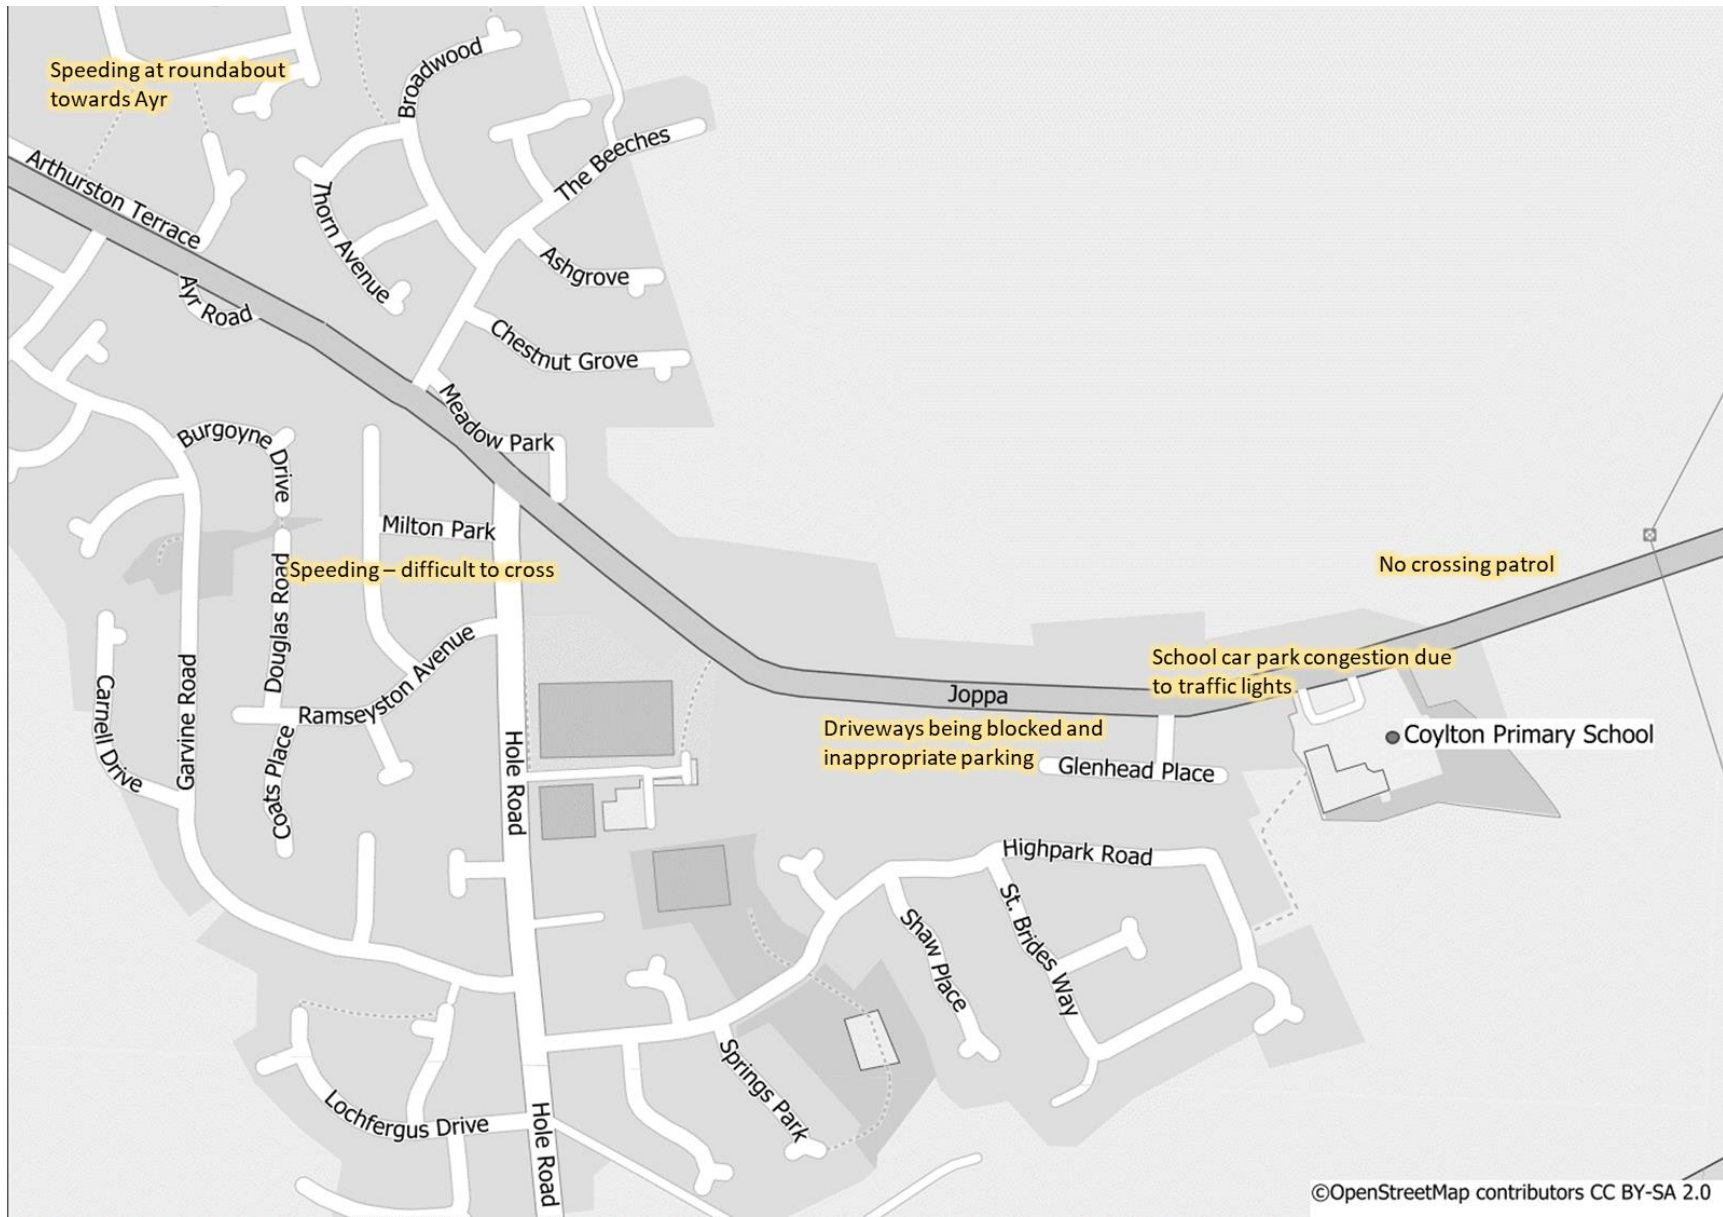 Speeding at roundabout
towards Ayr
Broadwood
The Beeches
Arthurston Terrace
Thorn Avenue
Ashgrove
Ayr Road
Chestnut Grove
Meadow Park
Burgoyne Drive
Milton Park
Speeding – difficult to cross
No crossing patrol
Douglas Road
Ramseyston Avenue
School car park congestion due
to traffic lights
Joppa
Carnell Drive
Garvine Road
Driveways being blocked and
inappropriate parking
Coylton Primary School
Glenhead Place
Coats Place
Hole Road
Highpark Road
Shaw Place
St. Brides Way
Springs Park
Lochfergus Drive
Hole Road
©OpenStreetMap contributors CC BY-SA 2.0